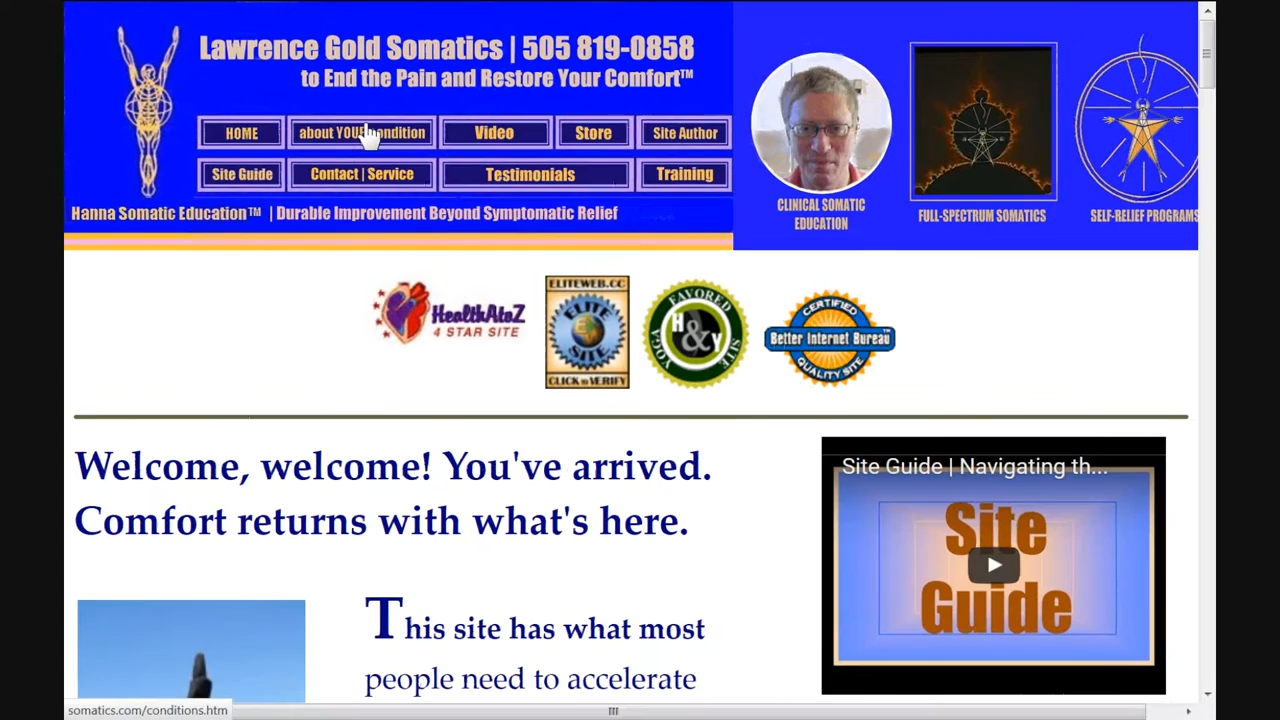 Lawrence Gold Somatics | 505 819-0858
to End the Pain and Restore Your Comfort™
HOME
about YOUR condition
Video
Store
Site Author
Site Guide
Contact | Service
Testimonials
Training
Hanna Somatic Education™ | Durable Improvement Beyond Symptomatic Relief
CLINICAL SOMATIC
EDUCATION
FULL-SPECTRUM SOMATICS
SELF-RELIEF PROGRAMS
HealthAtoZ
4 STAR SITE
ELITEWEB.CC
ELITE
SITE
CLICK to VERIFY
FAVORED
H&Y
YOGA SITE
CERTIFIED
Better Internet Bureau™
QUALITY SITE
Welcome, welcome! You've arrived.
Comfort returns with what's here.
Site Guide | Navigating th...
Site
Guide
This site has what most
people need to accelerate
somatics.com/conditions.htm